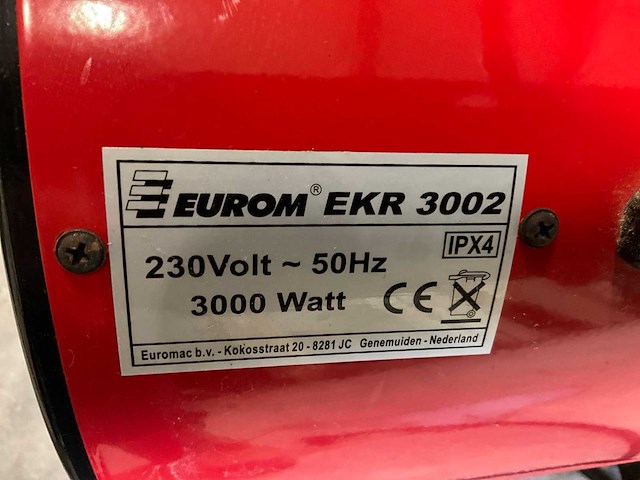 EUROM® EKR 3002
IPX4
230Volt ~ 50Hz
3000 Watt CE
Euromac b.v. - Kokosstraat 20 - 8281 JC Genemuiden - Nederland